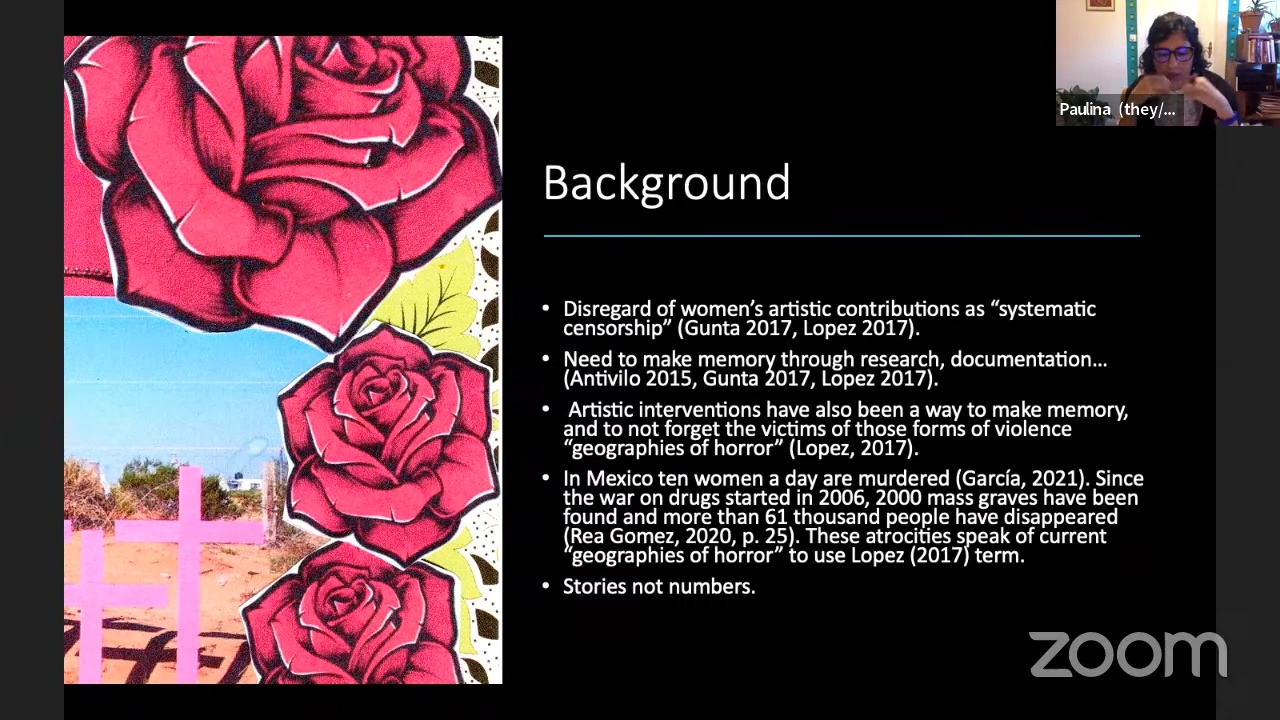 Paulina (they/...
Background
• Disregard of women’s artistic contributions as “systematic
censorship” (Gunta 2017, Lopez 2017).
• Need to make memory through research, documentation...
(Antivilo 2015, Gunta 2017, Lopez 2017).
• Artistic interventions have also been a way to make memory,
and to not forget the victims of those forms of violence
“geographies of horror” (Lopez, 2017).
• In Mexico ten women a day are murdered (García, 2021). Since
the war on drugs started in 2006, 2000 mass graves have been
found and more than 61 thousand people have disappeared
(Rea Gomez, 2020, p. 25). These atrocities speak of current
“geographies of horror” to use Lopez (2017) term.
• Stories not numbers.
zoom